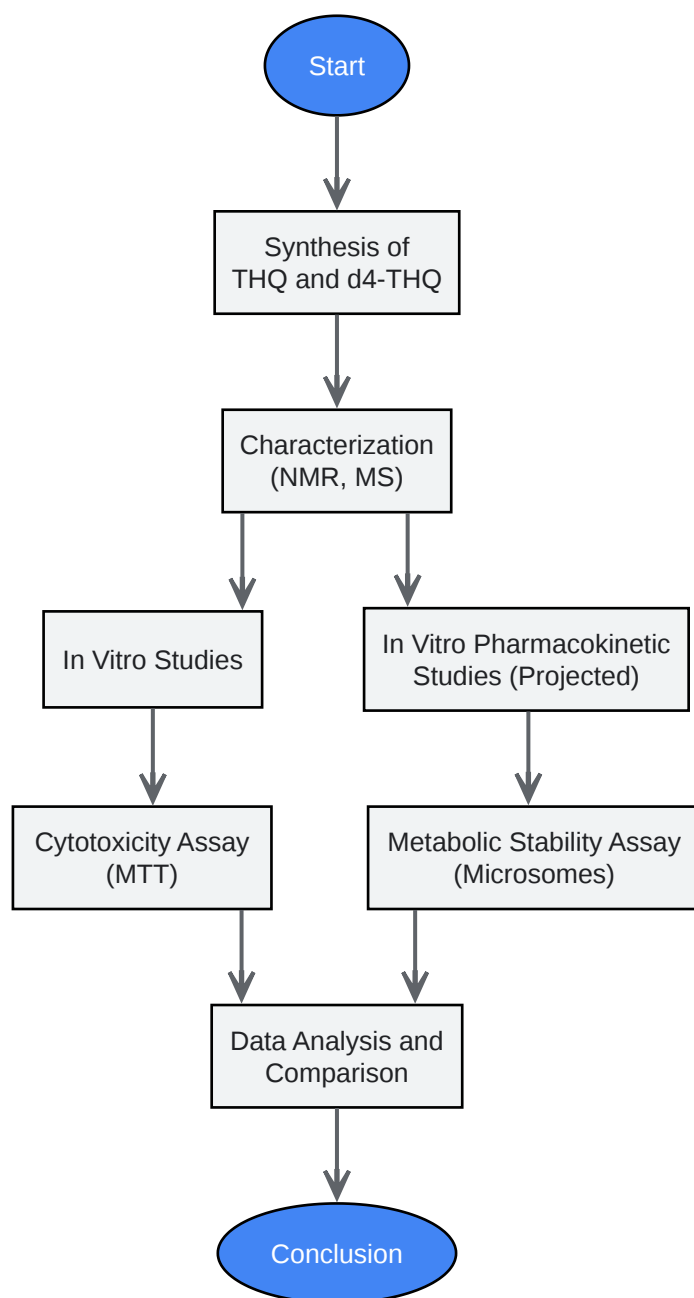 Start
Synthesis of
THQ and d4-THQ
Characterization
(NMR, MS)
In Vitro Studies
In Vitro Pharmacokinetic
Studies (Projected)
Cytotoxicity Assay
(MTT)
Metabolic Stability Assay
(Microsomes)
Data Analysis and
Comparison
Conclusion